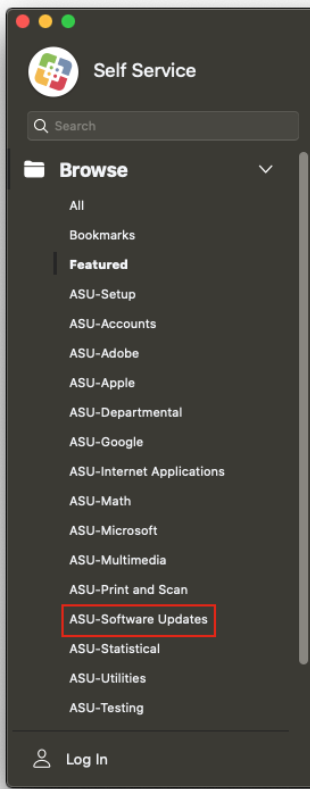 Self Service
Search
Browse
All
Bookmarks
Featured
ASU-Setup
ASU-Accounts
ASU-Adobe
ASU-Apple
ASU-Departmental
ASU-Google
ASU-Internet Applications
ASU-Math
ASU-Microsoft
ASU-Multimedia
ASU-Print and Scan
ASU-Software Updates
ASU-Statistical
ASU-Utilities
ASU-Testing
Log In